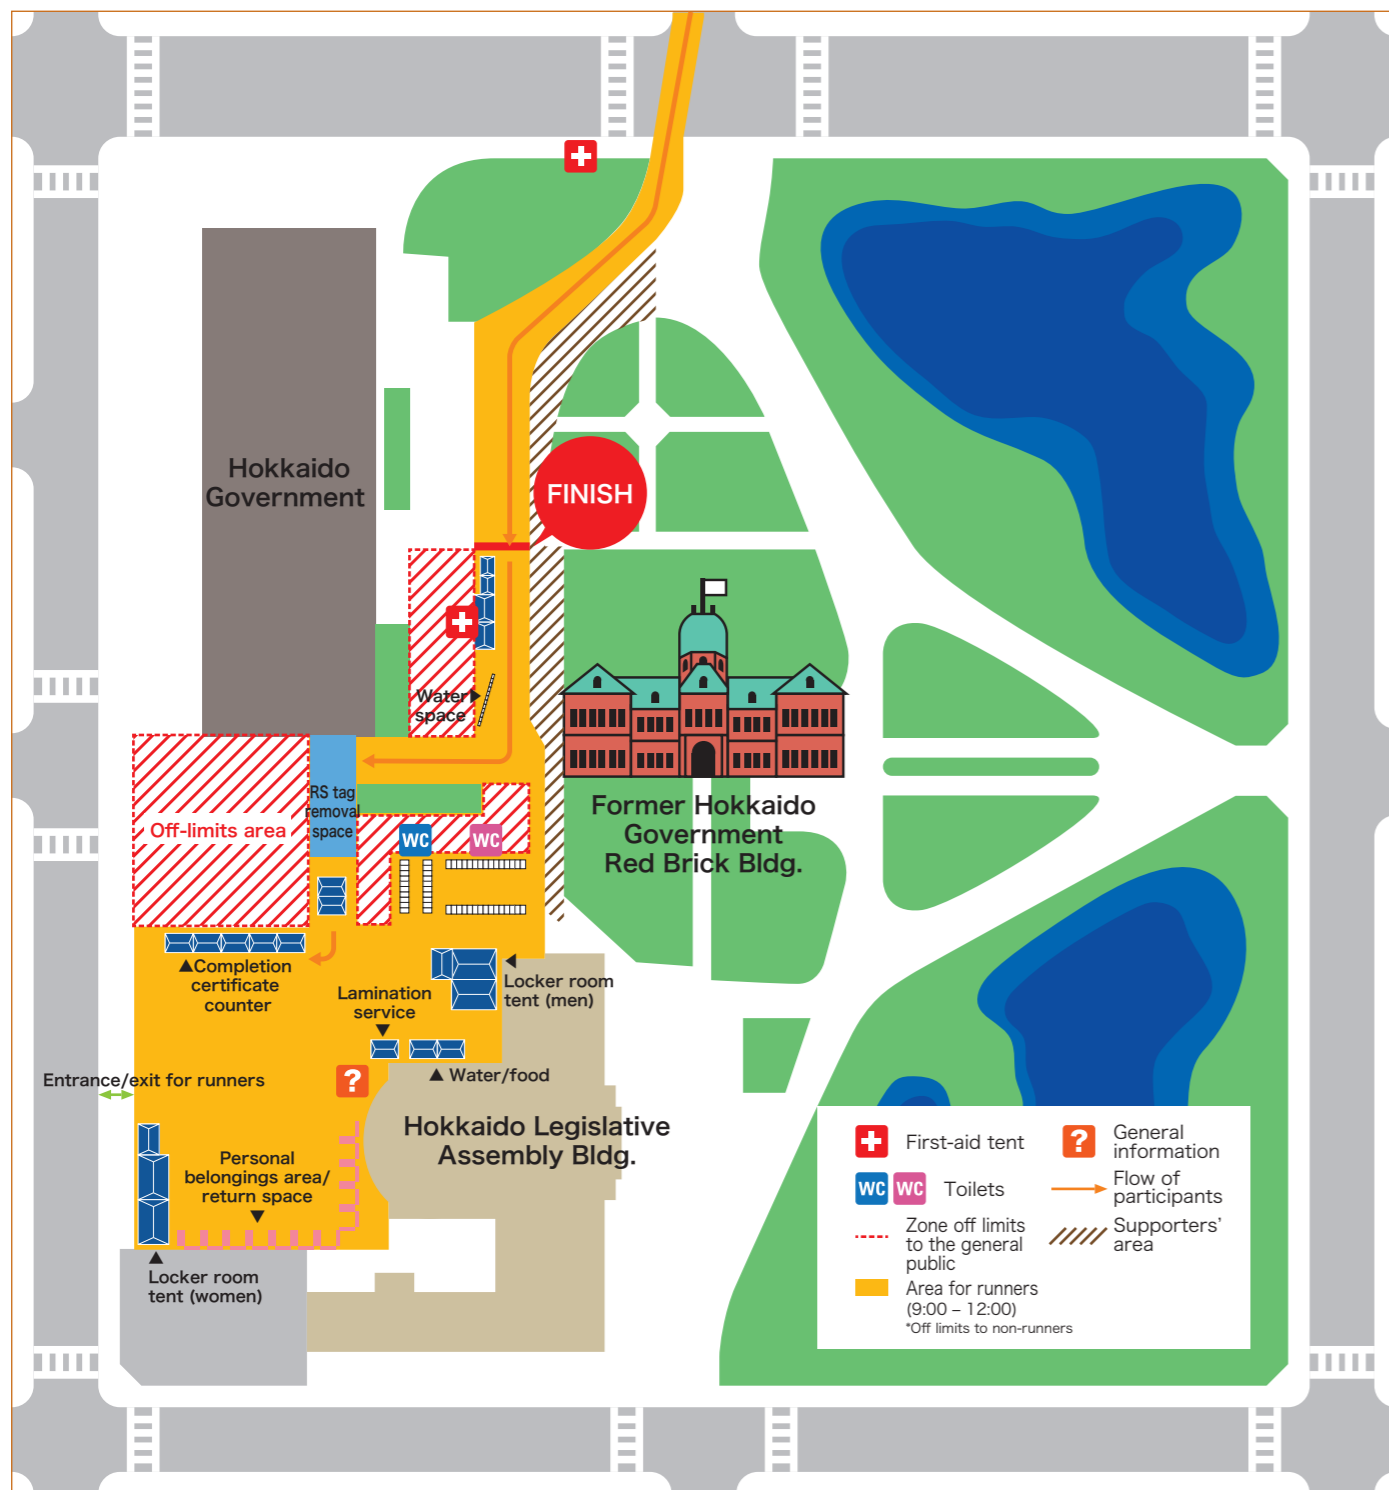 Hokkaido
Government
FINISH
Water
space
RS tag
removal
space
Off-limits area
WC
WC
Former Hokkaido
Government
Red Brick Bldg.
▲Completion
certificate
counter
Locker room
tent (men)
Lamination
service
Water/food
Entrance/exit for runners
?
Hokkaido Legislative
Assembly Bldg.
Personal
belongings area/
return space
Locker room
tent (women)
First-aid tent
?
General
information
WC
WC
Toilets
Flow of
participants
Zone off limits
to the general
public
Supporters'
area
Area for runners
(9:00 – 12:00)
*Off limits to non-runners